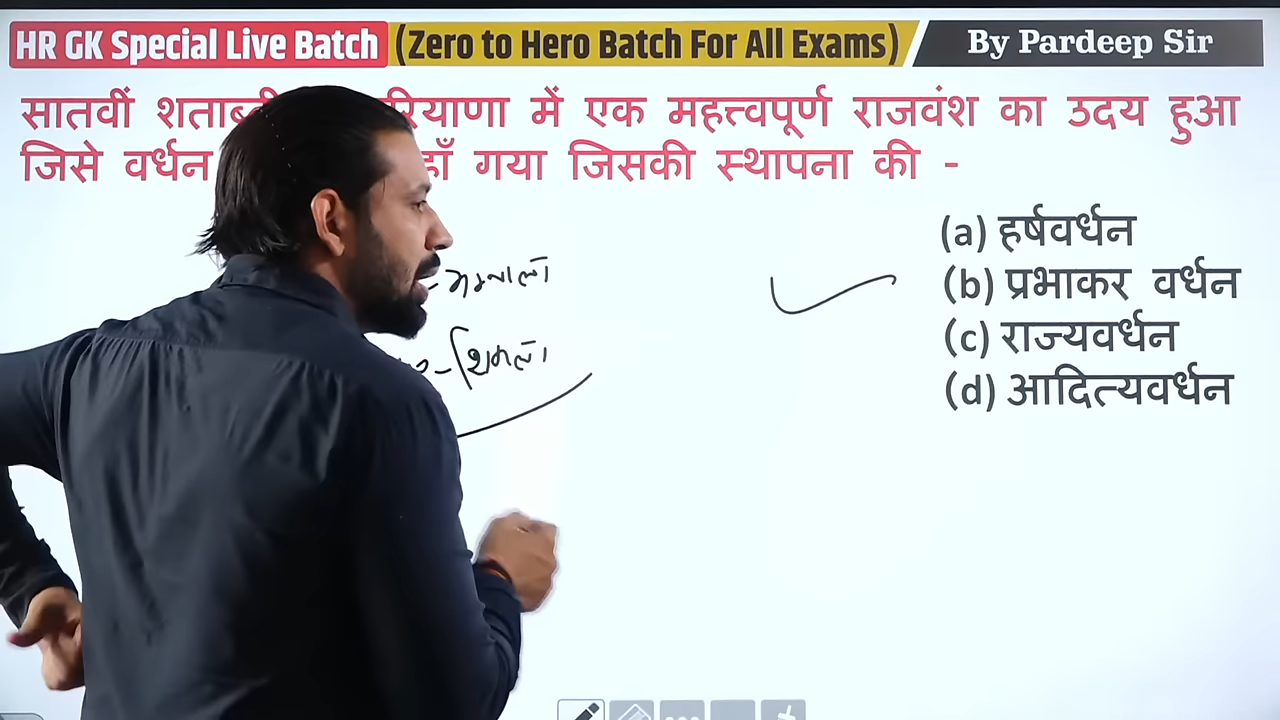 HR GK Special Live Batch (Zero to Hero Batch For All Exams) By Pardeep Sir
सातवीं में एक महत्त्वपूर्ण राजवंश का उदय हुआ
जिसे वर्धन गया जिसकी स्थापना की -
(a) हर्षवर्धन
(b) प्रभाकर वर्धन
(c) राज्यवर्धन
(d) आदित्यवर्धन